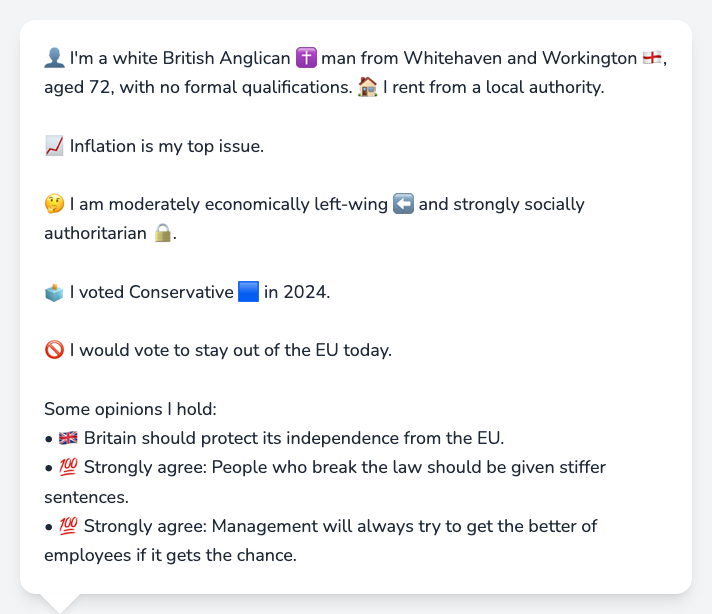 👤 I'm a white British Anglican ✝️ man from Whitehaven and Workington 🏴󠁧󠁢󠁥󠁮󠁧󠁿,
aged 72, with no formal qualifications. 🏠 I rent from a local authority.
📈 Inflation is my top issue.
🤔 I am moderately economically left-wing ⬅️ and strongly socially
authoritarian 🔒.
🗳️ I voted Conservative 🟦 in 2024.
🚫 I would vote to stay out of the EU today.
Some opinions I hold:
• 🇬🇧 Britain should protect its independence from the EU.
• 💯 Strongly agree: People who break the law should be given stiffer
sentences.
• 💯 Strongly agree: Management will always try to get the better of
employees if it gets the chance.